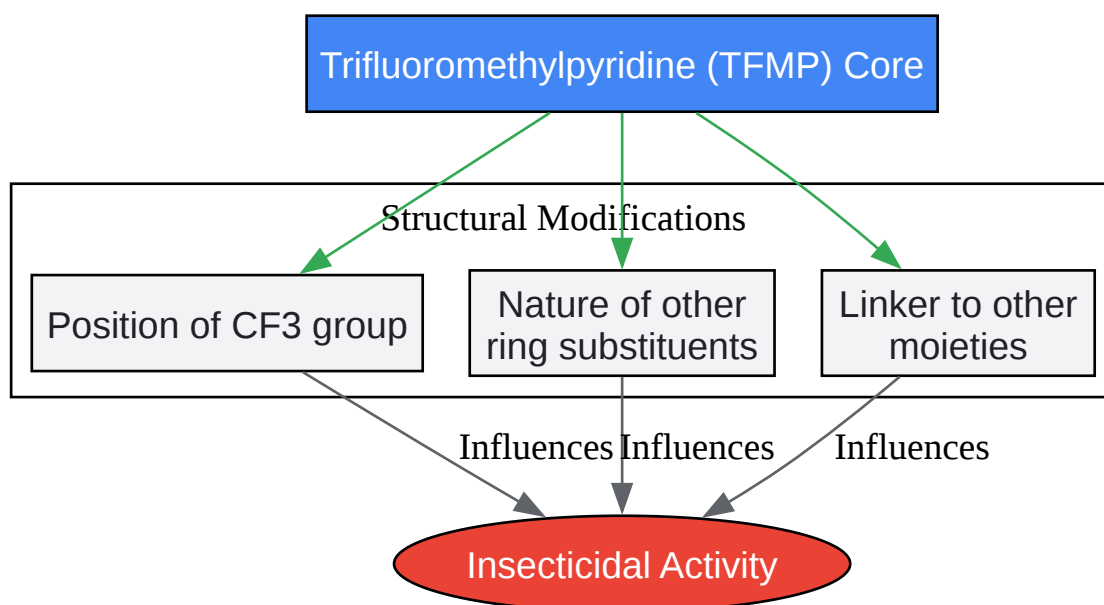 Trifluoromethylpyridine (TFMP) Core
Structural Modifications
Position of CF3 group
Nature of other
ring substituents
Linker to other
moieties
Influences
Influences
Influences
Insecticidal Activity